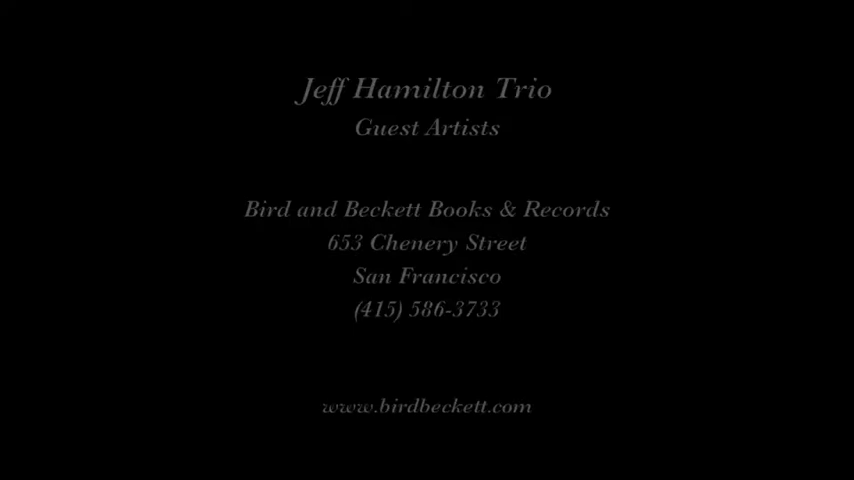 Jeff Hamilton Trio
Guest Artists
Bird and Beckett Books & Records
653 Chenery Street
San Francisco
(415) 586-3733
www.birdbeckett.com